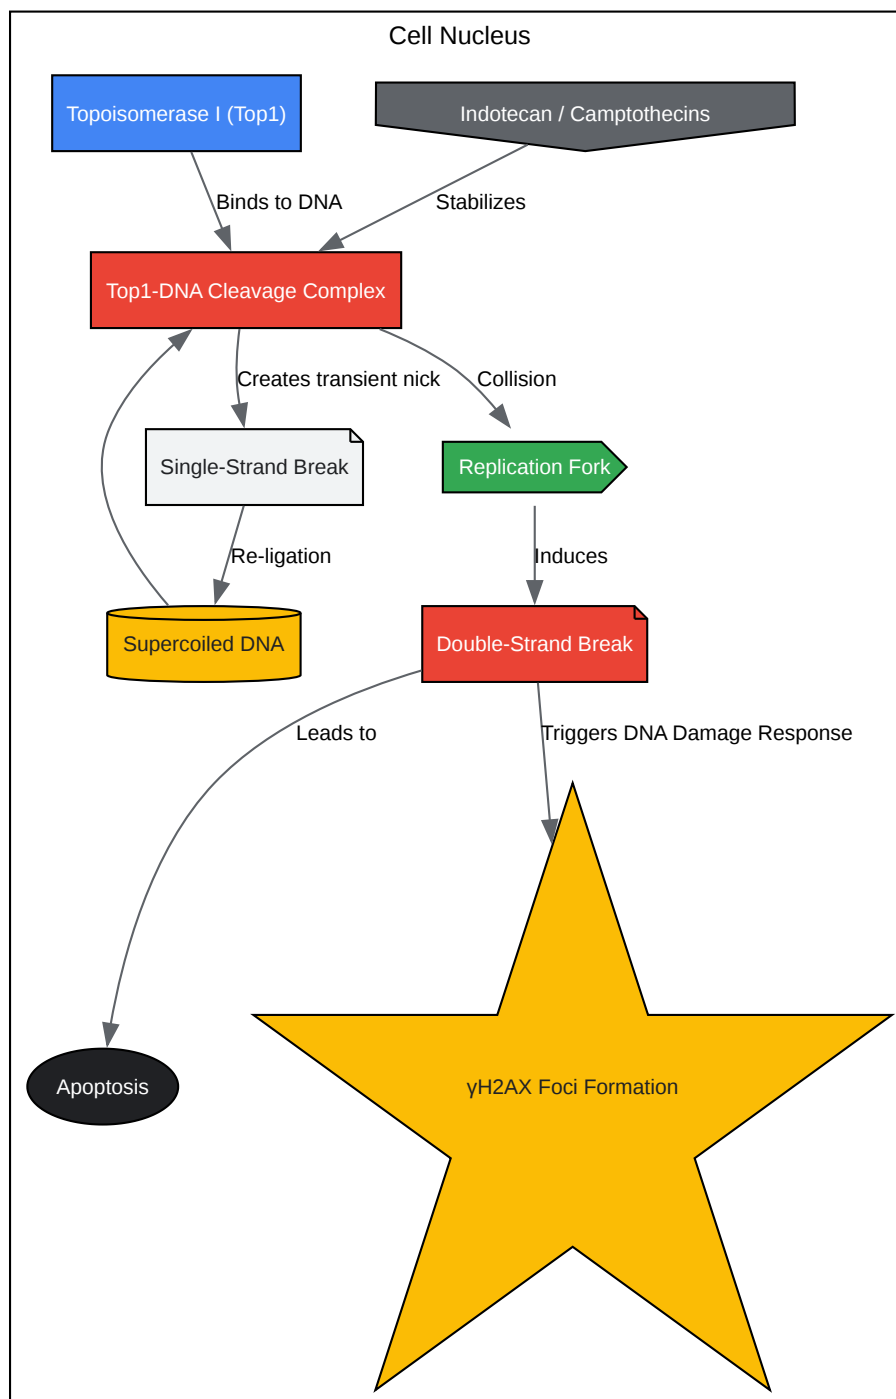 Cell Nucleus
Topoisomerase I (Top1)
Indotecan / Camptothecins
Binds to DNA
Stabilizes
Top1-DNA Cleavage Complex
Creates transient nick
Collision
Single-Strand Break
Replication Fork
Re-ligation
Induces
Supercoiled DNA
Double-Strand Break
Leads to
Triggers DNA Damage Response
Apoptosis
γH2AX Foci Formation